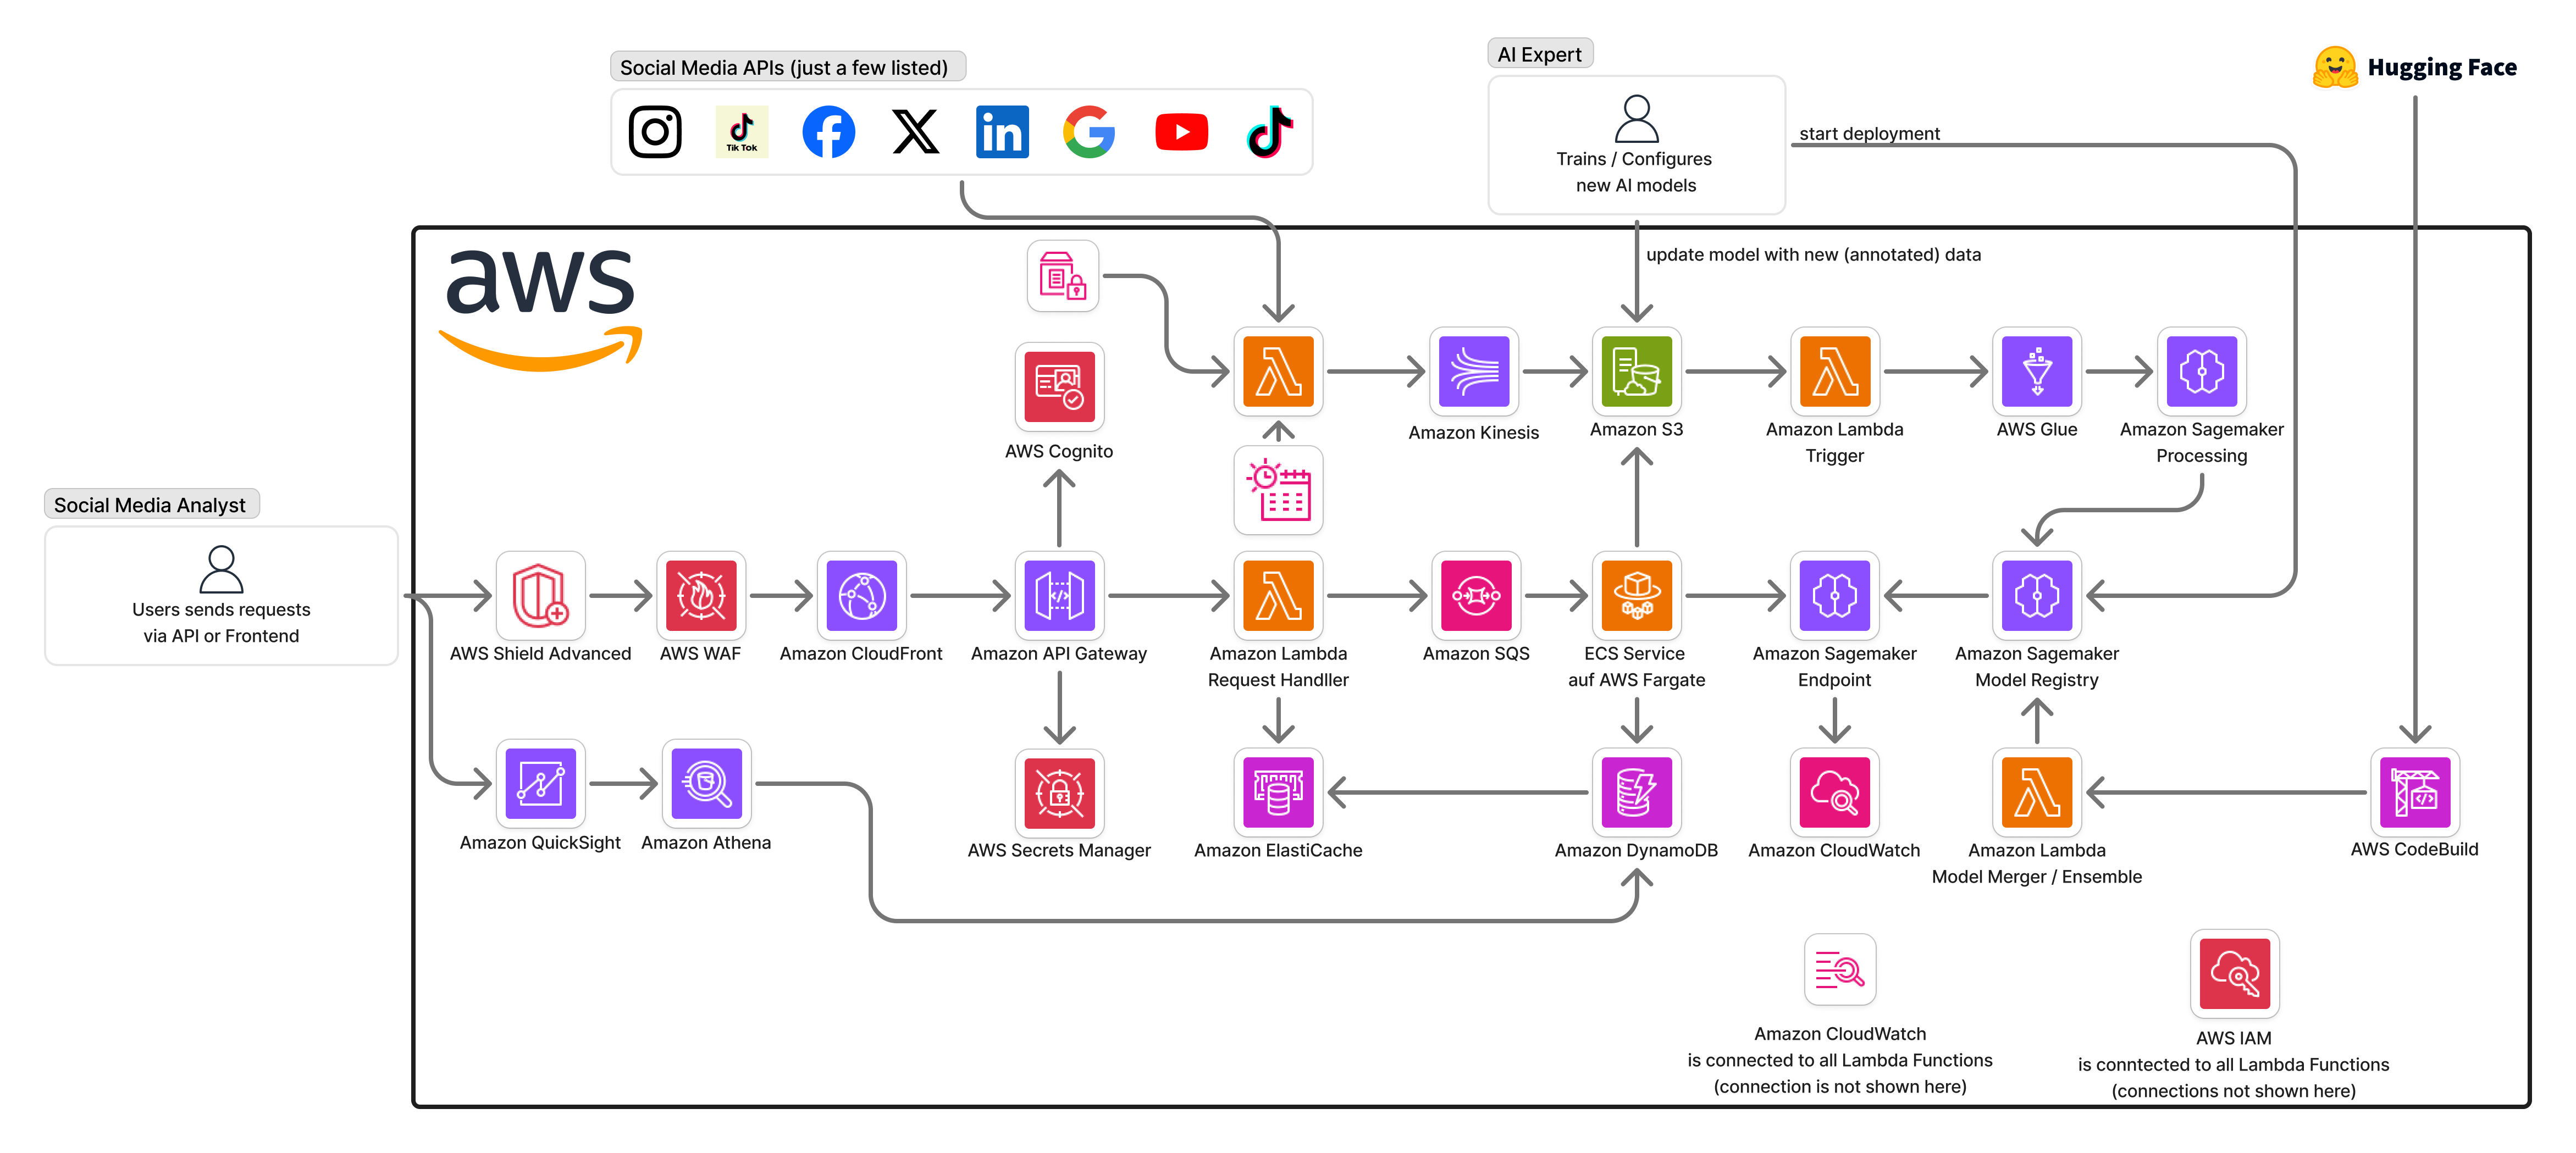 Social Media APIs (just a few listed)
Tik Tok
AI Expert
Trains / Configures
new AI models
Hugging Face
start deployment
aws
update model with new (annotated) data
AWS Cognito
Amazon Kinesis
Amazon S3
Amazon Lambda
Trigger
AWS Glue
Amazon Sagemaker
Processing
Social Media Analyst
Users sends requests
via API or Frontend
AWS Shield Advanced
AWS WAF
Amazon CloudFront
Amazon API Gateway
Amazon Lambda
Request Handller
Amazon SQS
ECS Service
auf AWS Fargate
Amazon Sagemaker
Endpoint
Amazon Sagemaker
Model Registry
Amazon QuickSight
Amazon Athena
AWS Secrets Manager
Amazon ElastiCache
Amazon DynamoDB
Amazon CloudWatch
Amazon Lambda
Model Merger / Ensemble
AWS CodeBuild
Amazon CloudWatch
is connected to all Lambda Functions
(connection is not shown here)
AWS IAM
is conntected to all Lambda Functions
(connections not shown here)